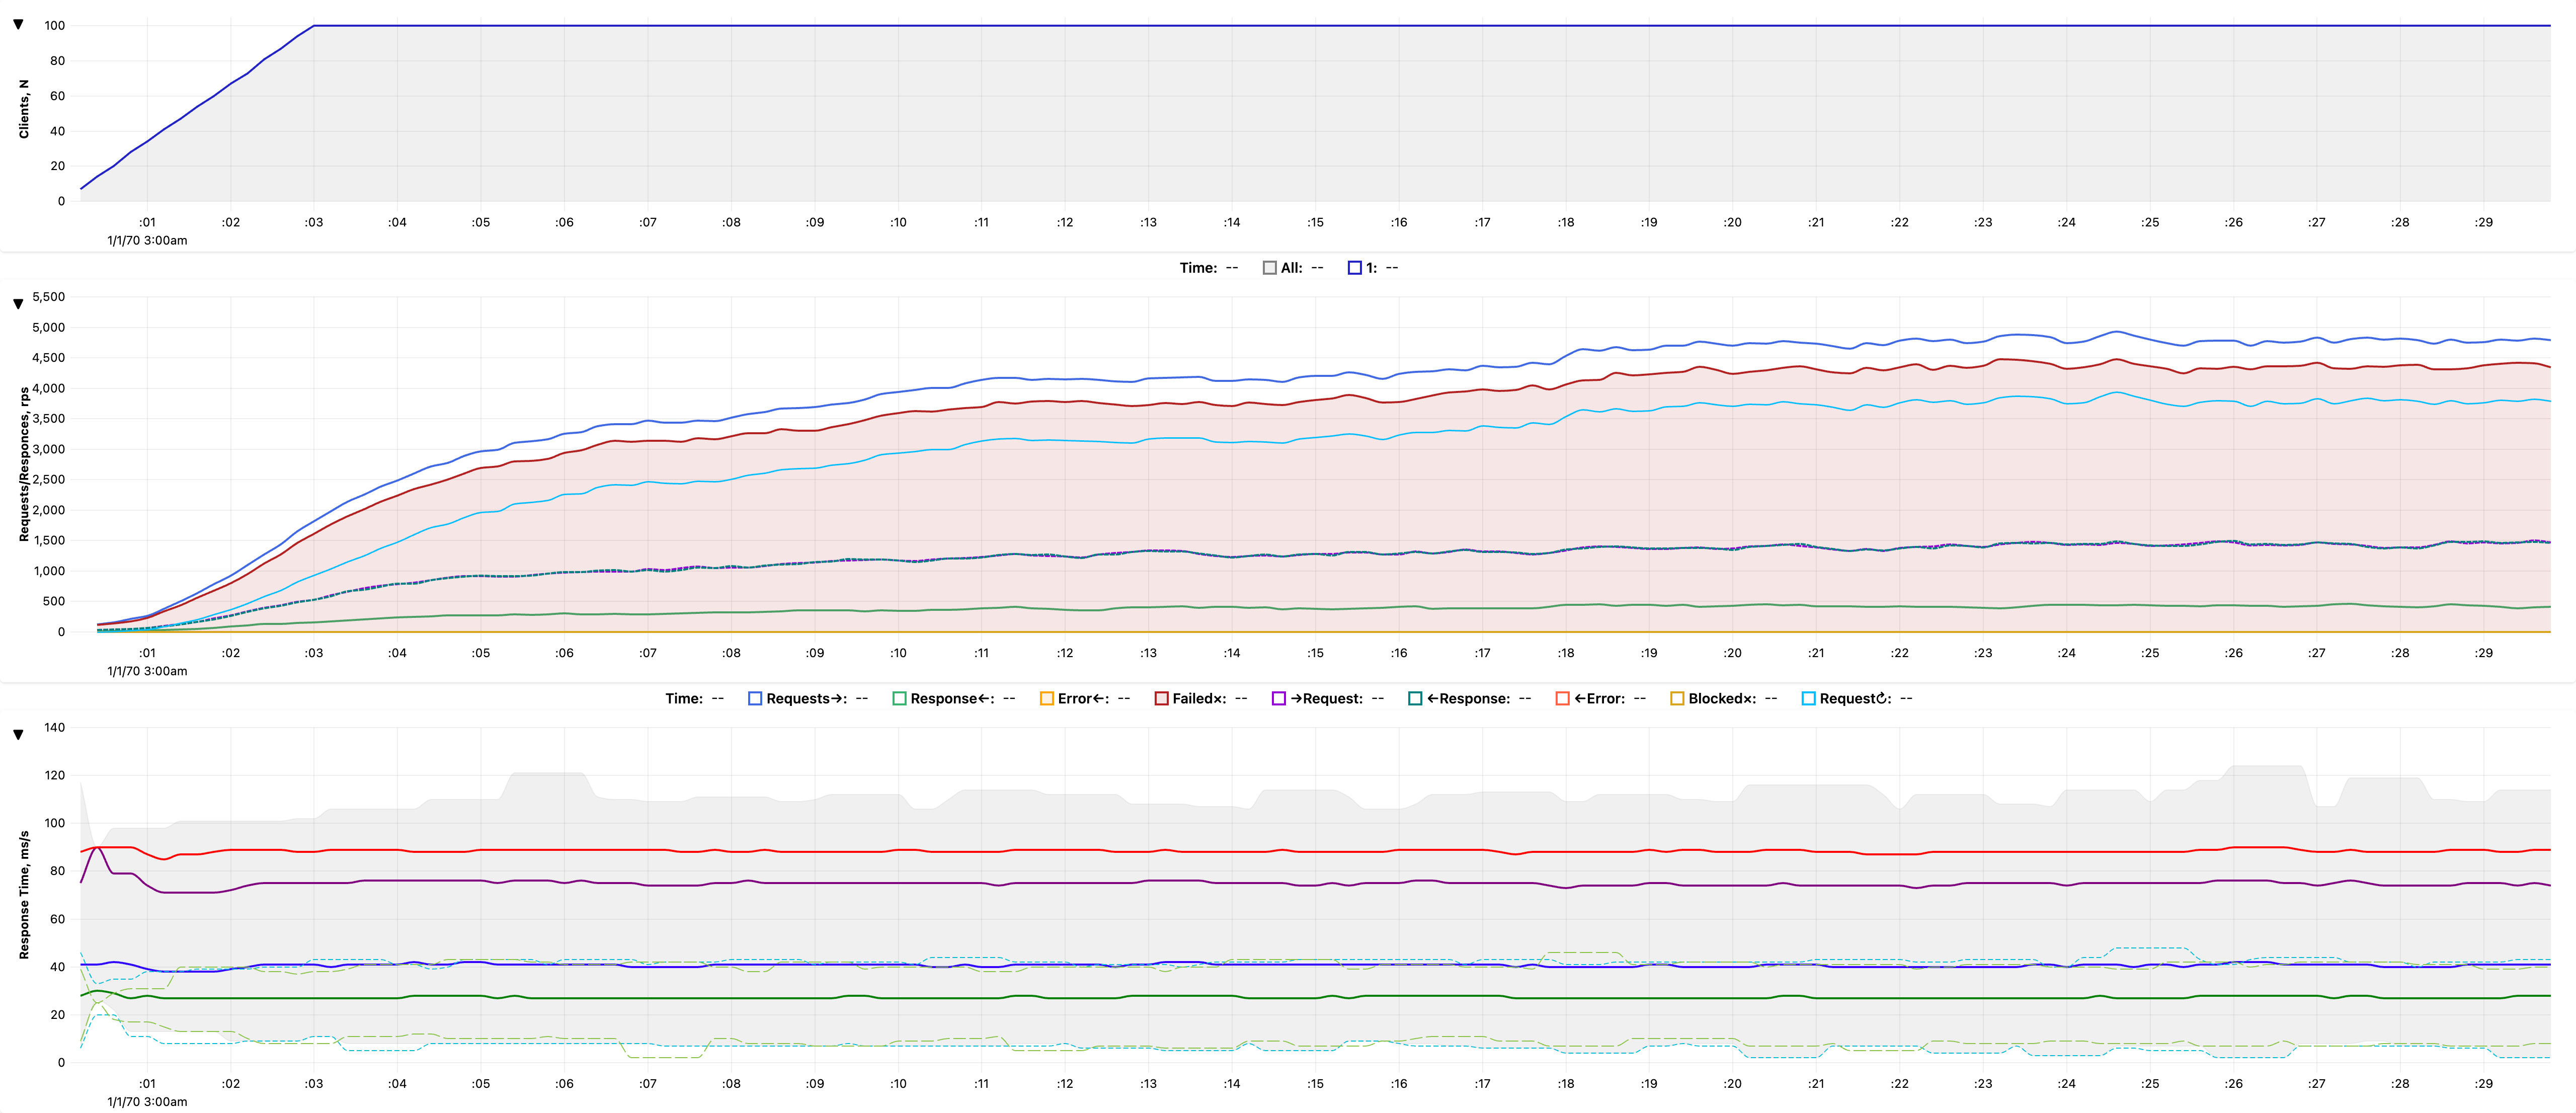 ▼ 100
80
60
40
20
0
Clients, N
:01 :02 :03 :04 :05 :06 :07 :08 :09 :10 :11 :12 :13 :14 :15 :16 :17 :18 :19 :20 :21 :22 :23 :24 :25 :26 :27 :28 :29
1/1/70 3:00am
Time: -- All: -- 1: --
▼ 5,500
5,000
4,500
4,000
3,500
3,000
2,500
2,000
1,500
1,000
500
0
Requests/Responces, rps
:01 :02 :03 :04 :05 :06 :07 :08 :09 :10 :11 :12 :13 :14 :15 :16 :17 :18 :19 :20 :21 :22 :23 :24 :25 :26 :27 :28 :29
1/1/70 3:00am
Time: -- Requests→: -- Response←: -- Error←: -- Failed×: -- →Request: -- ←Response: -- ←Error: -- Blocked×: -- Request↻: --
▼ 140
120
100
80
60
40
20
0
Response Time, ms/s
:01 :02 :03 :04 :05 :06 :07 :08 :09 :10 :11 :12 :13 :14 :15 :16 :17 :18 :19 :20 :21 :22 :23 :24 :25 :26 :27 :28 :29
1/1/70 3:00am